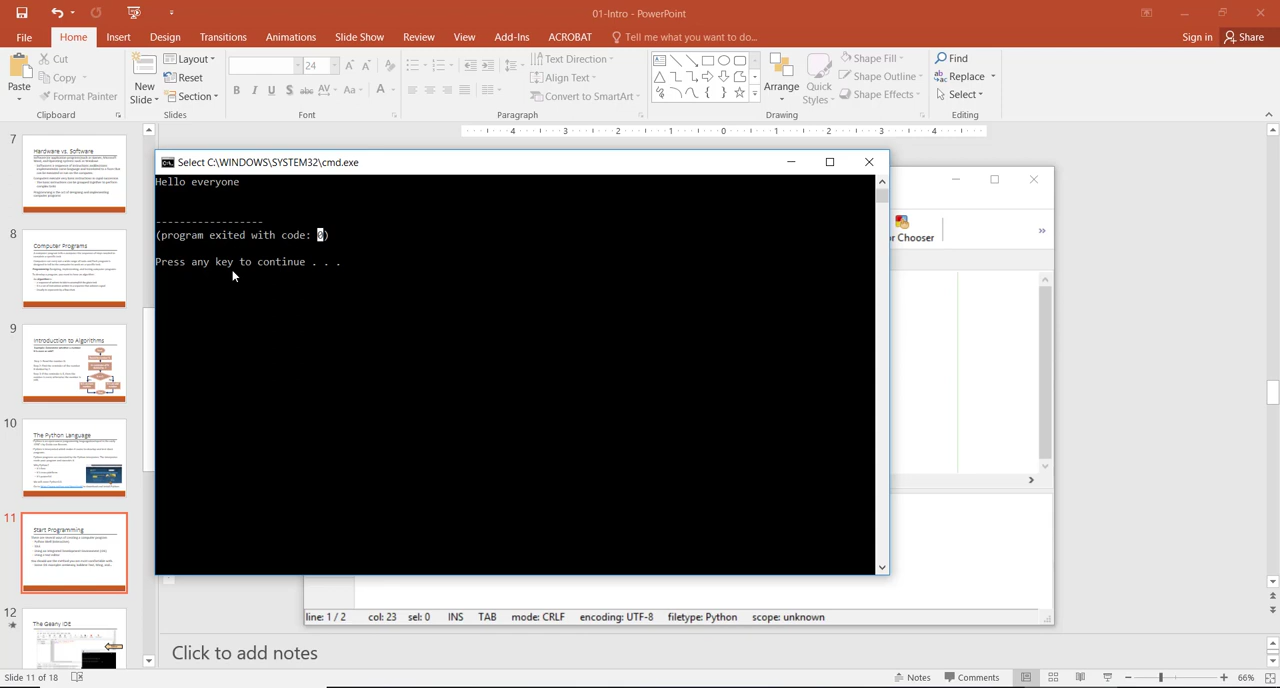 01-Intro - PowerPoint
File Home Insert Design Transitions Animations Slide Show Review View Add-Ins ACROBAT Tell me what you want to do... Sign in Share
Paste
Cut
Copy
Format Painter
Clipboard
New Slide
Layout
Reset
Section
Slides
24
B I U S abc AV Aa A
Font
Text Direction
Align Text
Convert to SmartArt
Paragraph
Arrange
Quick Styles
Shape Fill
Shape Outline
Shape Effects
Drawing
Find
Replace
Select
Editing
7
Hardware vs. Software
8
Computer Programs
9
Introduction to Algorithms
10
The Python Language
11
Start Programming
12
The Geany IDE
Select C:\WINDOWS\SYSTEM32\cmd.exe
Hello everyone
------------------
(program exited with code: 0)
Press any key to continue . . .
r Chooser
line: 1 / 2 col: 23 sel: 0 INS TAB mode: CRLF encoding: UTF-8 filetype: Python scope: unknown
Click to add notes
Slide 11 of 18 Notes Comments 66%